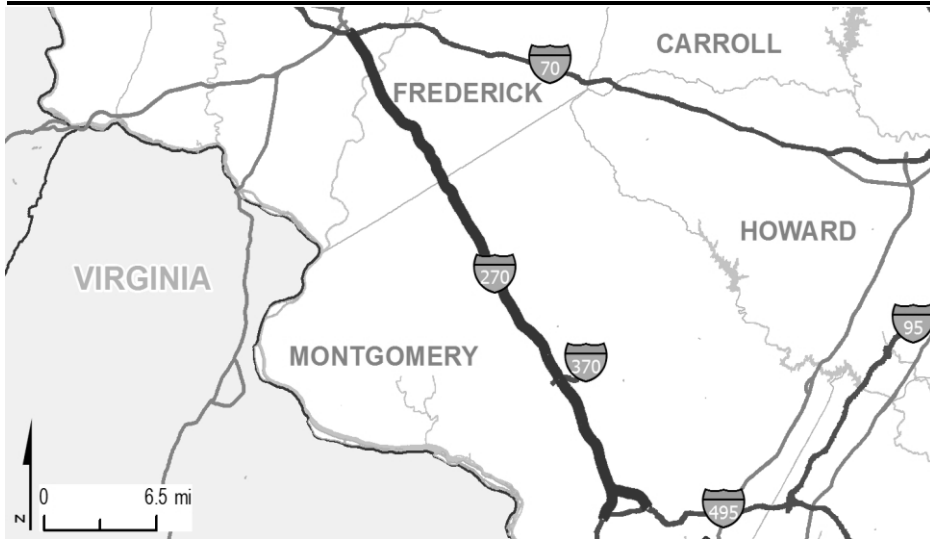 CARROLL
70
FREDERICK
HOWARD
VIRGINIA
270
95
MONTGOMERY
370
N
0 6.5 mi
495